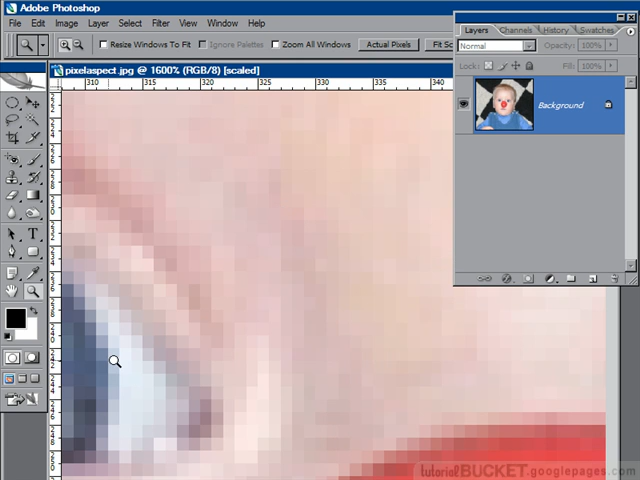 Adobe Photoshop
File Edit Image Layer Select Filter View Window Help
Resize Windows To Fit Ignore Palettes Zoom All Windows Actual Pixels Fit Sc
pixelaspect.jpg @ 1600% (RGB/8) [scaled]
310 315 320 325 330 335 340
Layers Channels History Swatches
Normal Opacity: 100%
Lock: Fill: 100%
Background
T
tutorialBUCKET.googlepages.com